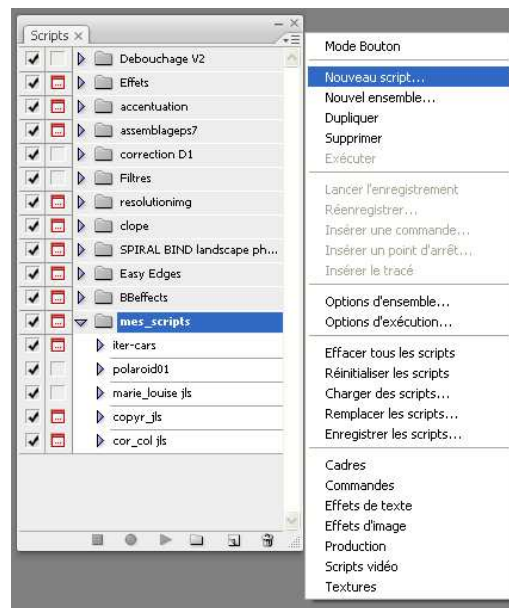 Scripts
Debouchage V2
Effets
accentuation
assemblageps7
correction D1
Filtres
resolutionimg
clope
SPIRAL BIND landscape ph...
Easy Edges
BBeffects
mes_scripts
iter-cars
polaroid01
marie_louise jls
copyr_jls
cor_col jls
Mode Bouton
Nouveau script...
Nouvel ensemble...
Dupliquer
Supprimer
Exécuter
Lancer l'enregistrement
Réenregistrer...
Insérer une commande...
Insérer un point d'arrêt...
Insérer le tracé
Options d'ensemble...
Options d'exécution...
Effacer tous les scripts
Réinitialiser les scripts
Charger des scripts...
Remplacer les scripts...
Enregistrer les scripts...
Cadres
Commandes
Effets de texte
Effets d'image
Production
Scripts vidéo
Textures